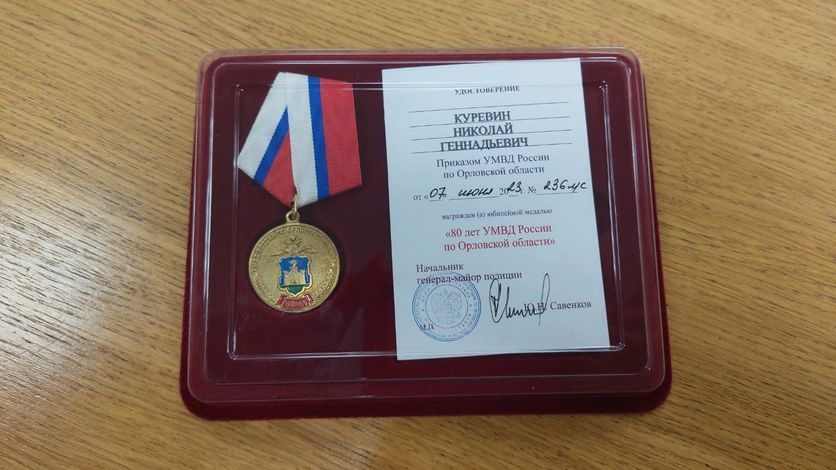 УДОСТОВЕРЕНИЕ
КУРЕВИН
НИКОЛАЙ
ГЕННАДЬЕВИЧ
Приказом УМВД России
по Орловской области
от «07» июня 2023г. № 236 лс
награжден (а) юбилейной медалью
«80 лет УМВД России
по Орловской области»
Начальник
генерал-майор полиции
Ю.Н. Савенков
М.П.